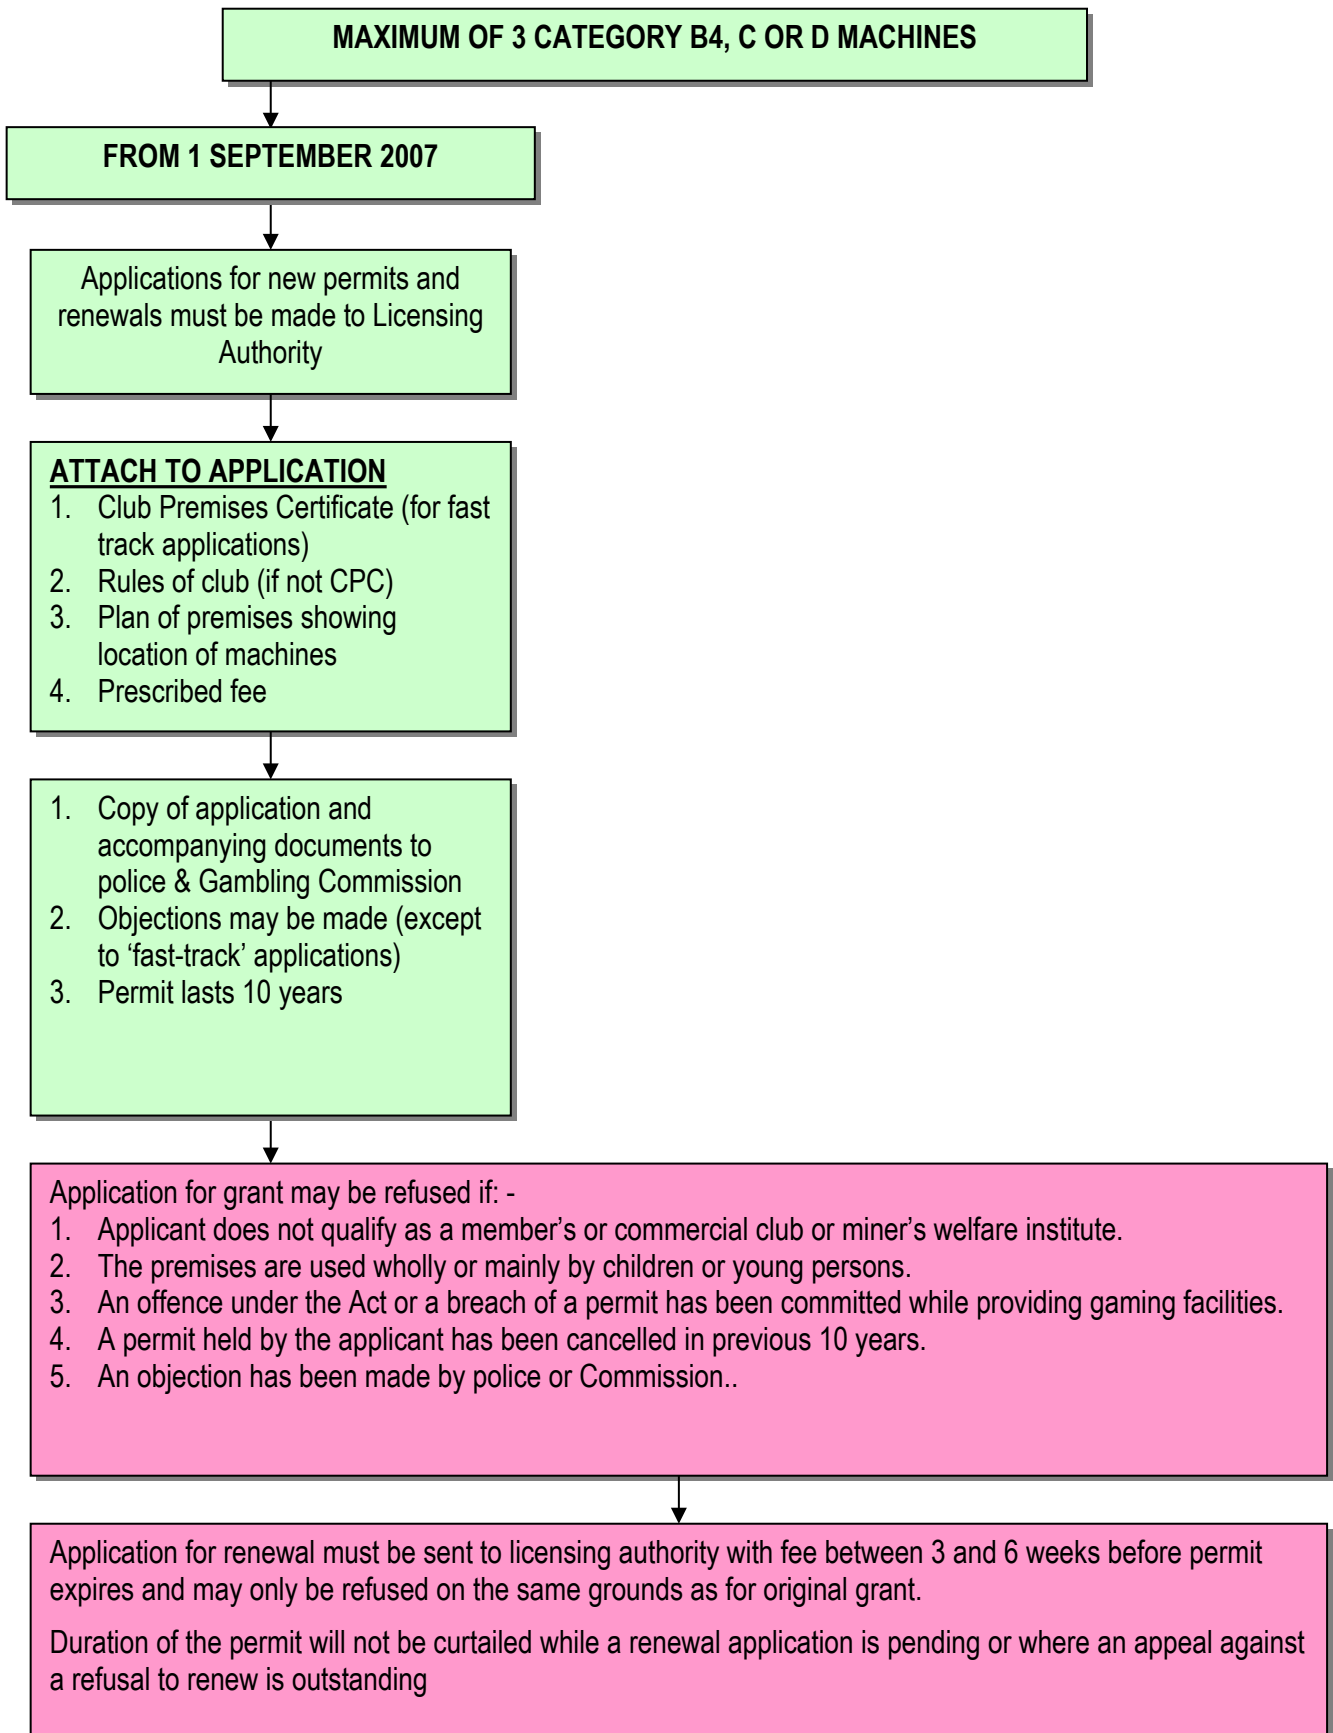 MAXIMUM OF 3 CATEGORY B4, C OR D MACHINES
FROM 1 SEPTEMBER 2007
Applications for new permits and
renewals must be made to Licensing
Authority
ATTACH TO APPLICATION
1. Club Premises Certificate (for fast
track applications)
2. Rules of club (if not CPC)
3. Plan of premises showing
location of machines
4. Prescribed fee
1. Copy of application and
accompanying documents to
police & Gambling Commission
2. Objections may be made (except
to ‘fast-track’ applications)
3. Permit lasts 10 years
Application for grant may be refused if: -
1. Applicant does not qualify as a member’s or commercial club or miner’s welfare institute.
2. The premises are used wholly or mainly by children or young persons.
3. An offence under the Act or a breach of a permit has been committed while providing gaming facilities.
4. A permit held by the applicant has been cancelled in previous 10 years.
5. An objection has been made by police or Commission..
Application for renewal must be sent to licensing authority with fee between 3 and 6 weeks before permit
expires and may only be refused on the same grounds as for original grant.
Duration of the permit will not be curtailed while a renewal application is pending or where an appeal against
a refusal to renew is outstanding